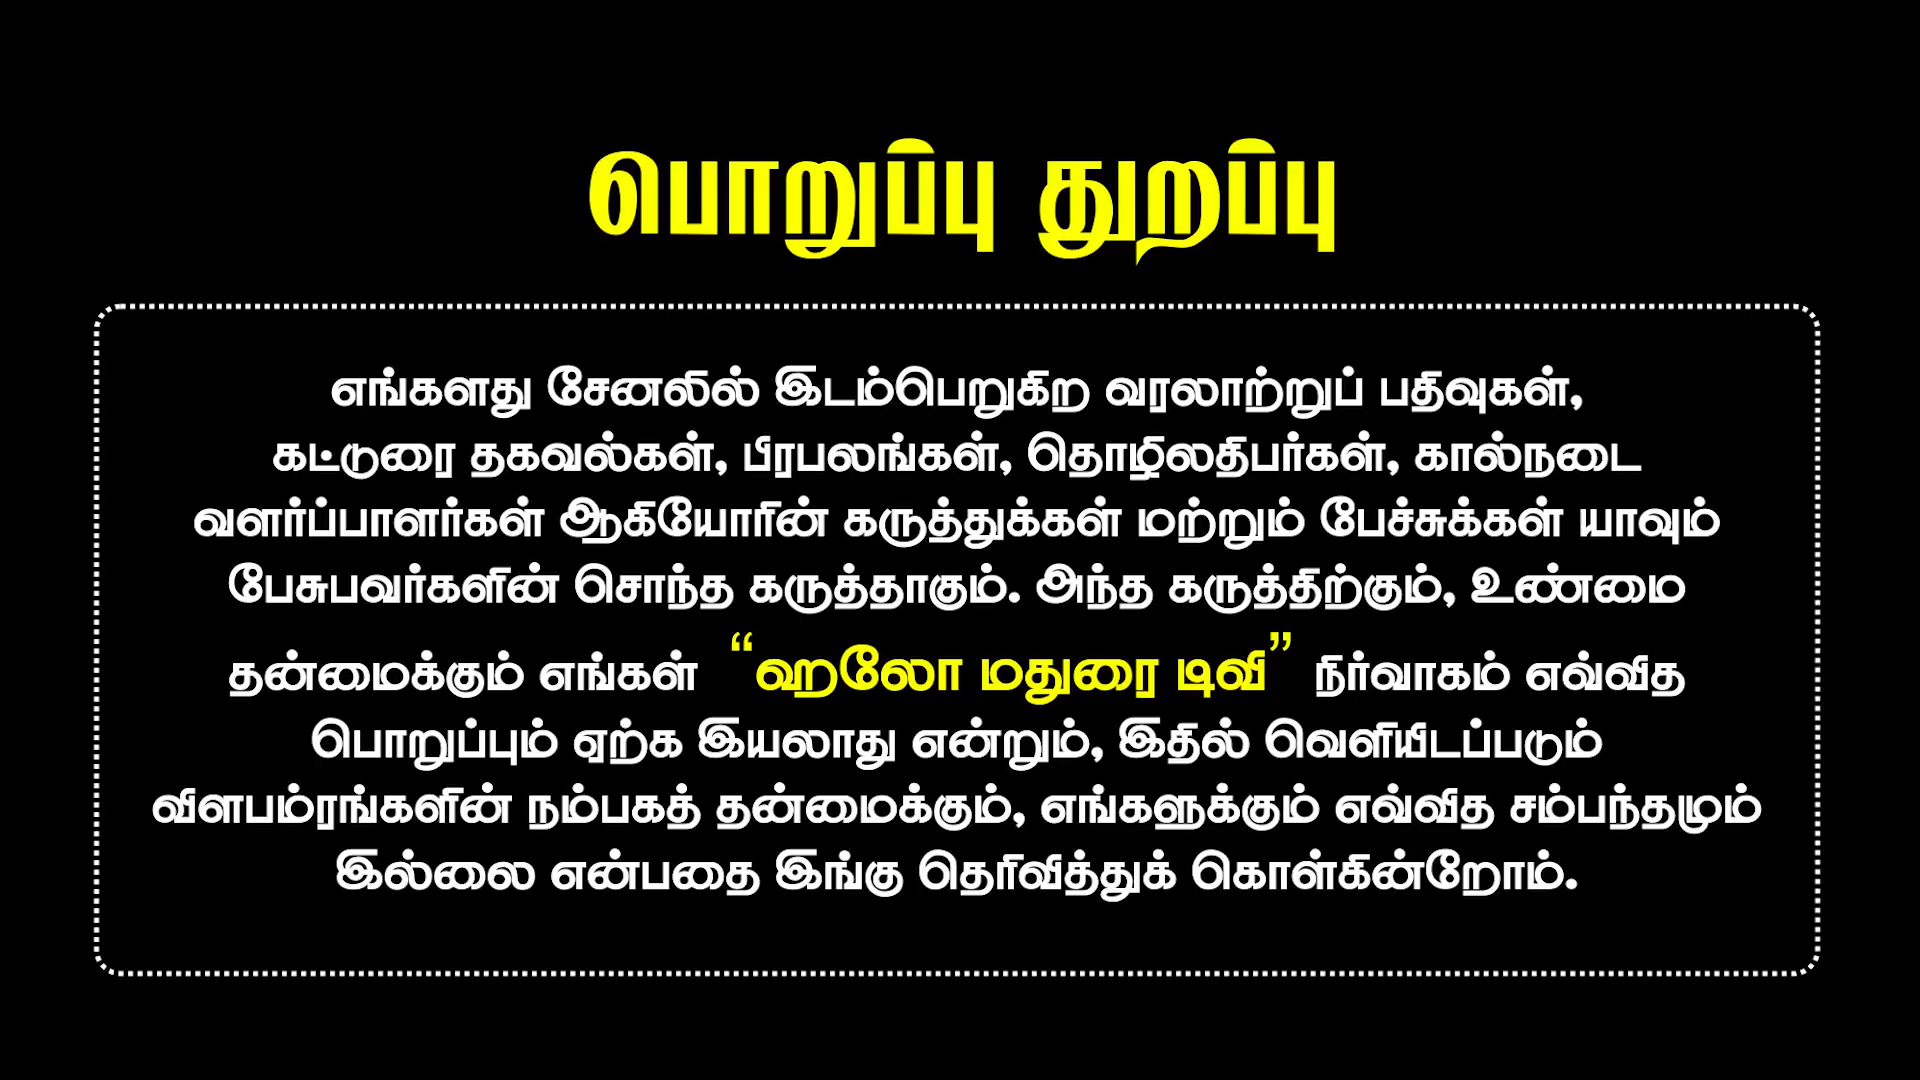 பொறுப்பு துறப்பு
எங்களது சேனலில் இடம்பெறுகிற வரலாற்றுப் பதிவுகள்,
கட்டுரை தகவல்கள், பிரபலங்கள், தொழிலதிபர்கள், கால்நடை
வளர்ப்பாளர்கள் ஆகியோரின் கருத்துக்கள் மற்றும் பேச்சுக்கள் யாவும்
பேசுபவர்களின் சொந்த கருத்தாகும். அந்த கருத்திற்கும், உண்மை
தன்மைக்கும் எங்கள் “ஹலோ மதுரை டிவி” நிர்வாகம் எவ்வித
பொறுப்பும் ஏற்க இயலாது என்றும், இதில் வெளியிடப்படும்
விளபம்ரங்களின் நம்பகத் தன்மைக்கும், எங்களுக்கும் எவ்வித சம்பந்தமும்
இல்லை என்பதை இங்கு தெரிவித்துக் கொள்கின்றோம்.